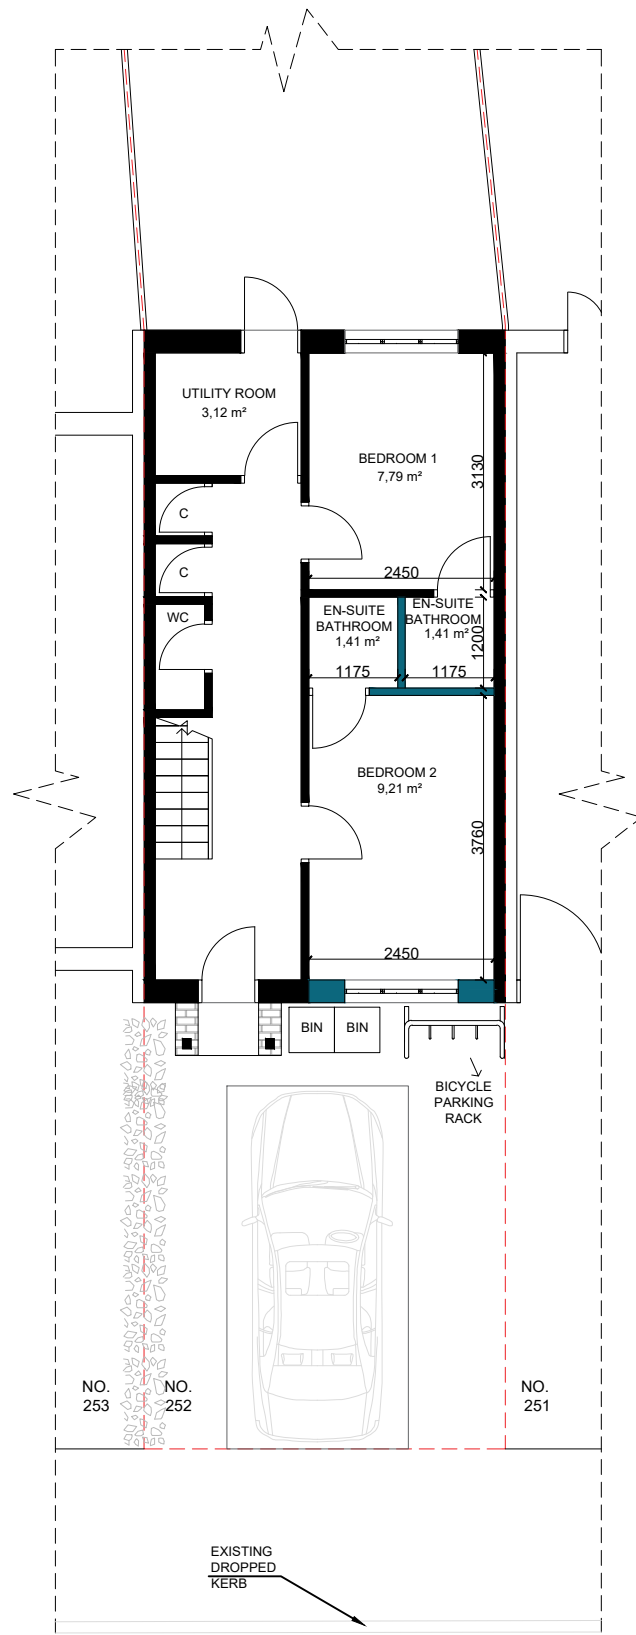 UTILITY ROOM
3,12 m²
BEDROOM 1
7,79 m²
3130
C
2450
C
EN-SUITE
BATHROOM
1,41 m²
EN-SUITE
BATHROOM
1,41 m²
1200
WC
1175
1175
BEDROOM 2
9,21 m²
3760
2450
BIN
BIN
BICYCLE
PARKING
RACK
NO.
253
NO.
252
NO.
251
EXISTING
DROPPED
KERB